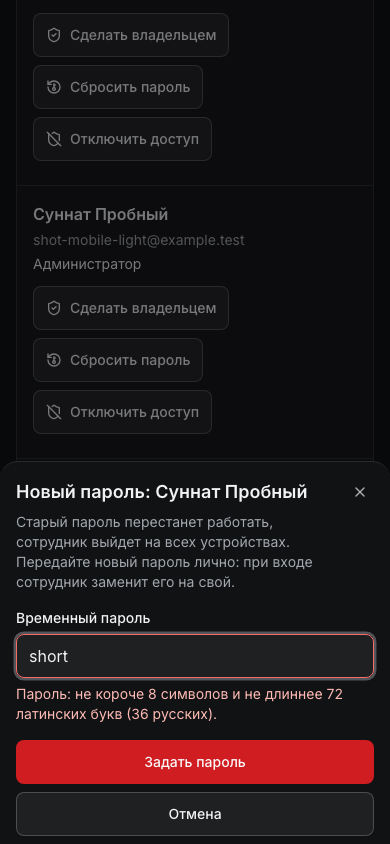 Сделать владельцем
Сбросить пароль
Отключить доступ
Суннат Пробный
shot-mobile-light@example.test
Администратор
Сделать владельцем
Сбросить пароль
Отключить доступ
Новый пароль: Суннат Пробный
Старый пароль перестанет работать,
сотрудник выйдет на всех устройствах.
Передайте новый пароль лично: при входе
сотрудник заменит его на свой.
Временный пароль
short
Пароль: не короче 8 символов и не длиннее 72
латинских букв (36 русских).
Задать пароль
Отмена